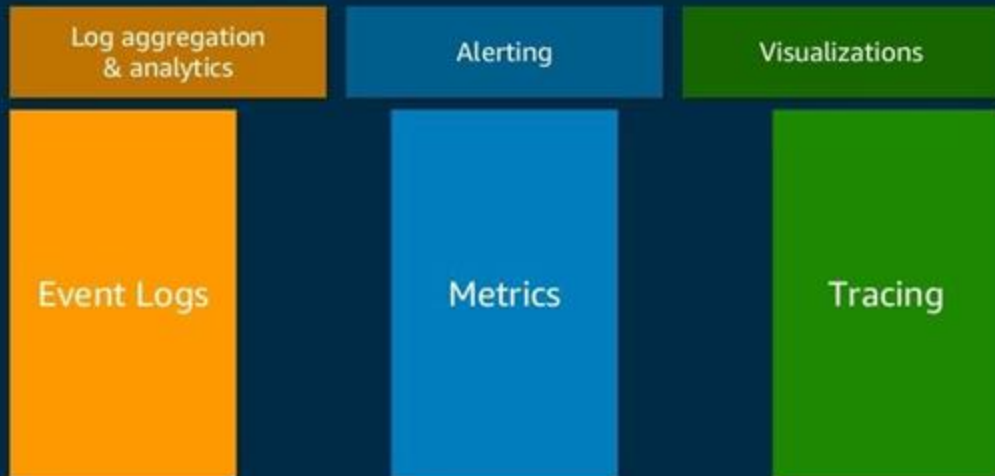 Log aggregation
& analytics
Alerting
Visualizations
Event Logs
Metrics
Tracing